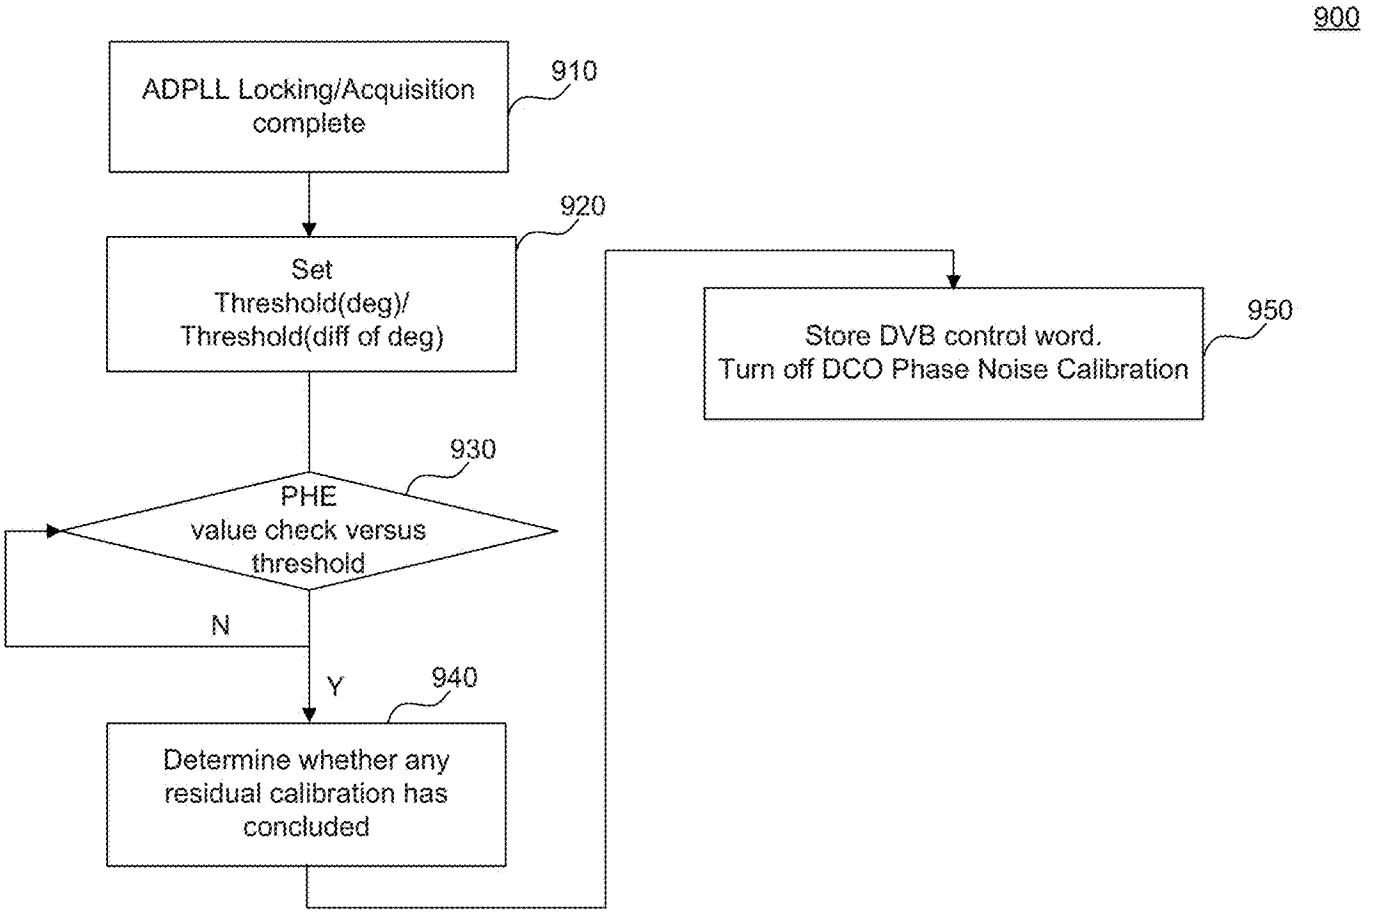 900
ADPLL Locking/Acquisition
complete
910
920
Set
Threshold(deg)/
Threshold(diff of deg)
930
PHE
value check versus
threshold
N
Y
940
Determine whether any
residual calibration has
concluded
950
Store DVB control word.
Turn off DCO Phase Noise Calibration